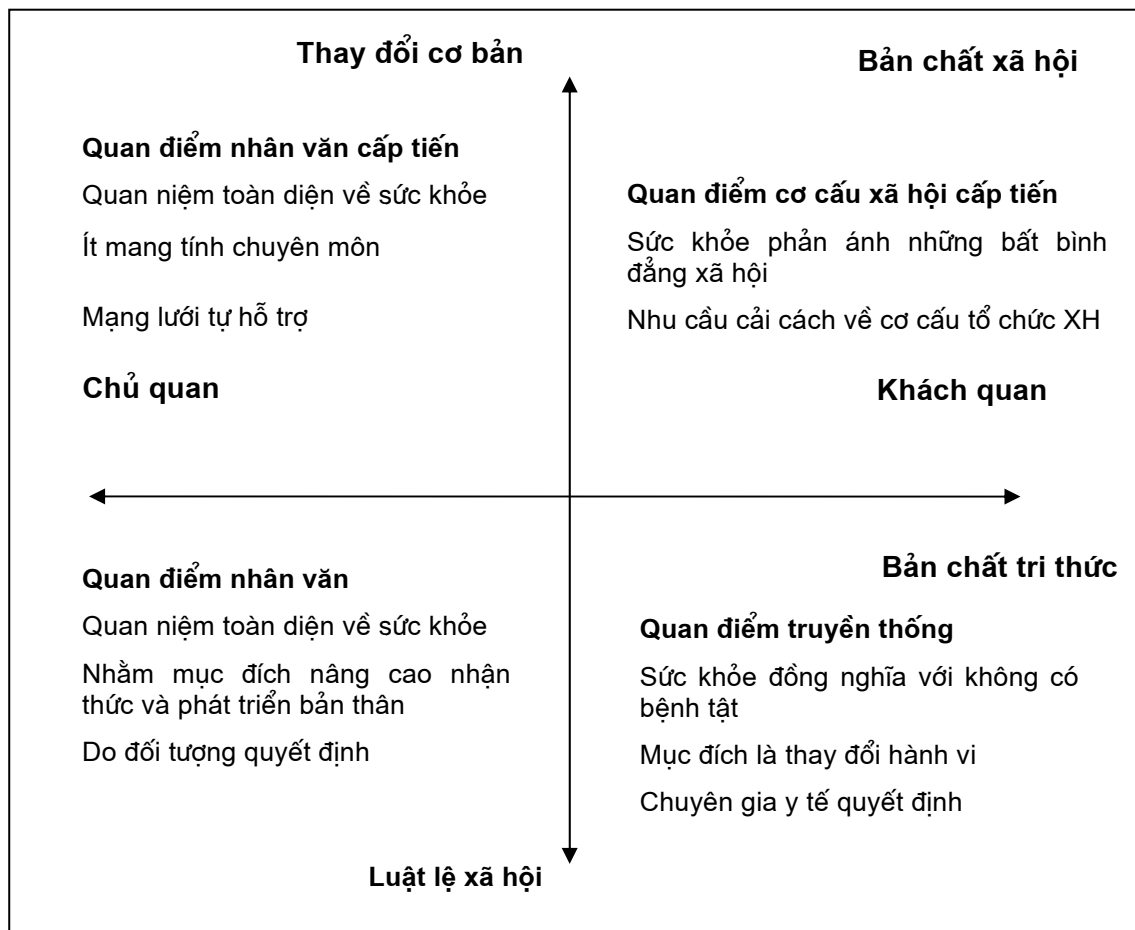 Thay đổi cơ bản
Bản chất xã hội
Quan điểm nhân văn cấp tiến
Quan niệm toàn diện về sức khỏe
Ít mang tính chuyên môn
Mạng lưới tự hỗ trợ
Chủ quan
Quan điểm cơ cấu xã hội cấp tiến
Sức khỏe phản ánh những bất bình
đẳng xã hội
Nhu cầu cải cách về cơ cấu tổ chức XH
Khách quan
Quan điểm nhân văn
Quan niệm toàn diện về sức khỏe
Nhằm mục đích nâng cao nhận
thức và phát triển bản thân
Do đối tượng quyết định
Bản chất tri thức
Quan điểm truyền thống
Sức khỏe đồng nghĩa với không có
bệnh tật
Mục đích là thay đổi hành vi
Chuyên gia y tế quyết định
Luật lệ xã hội